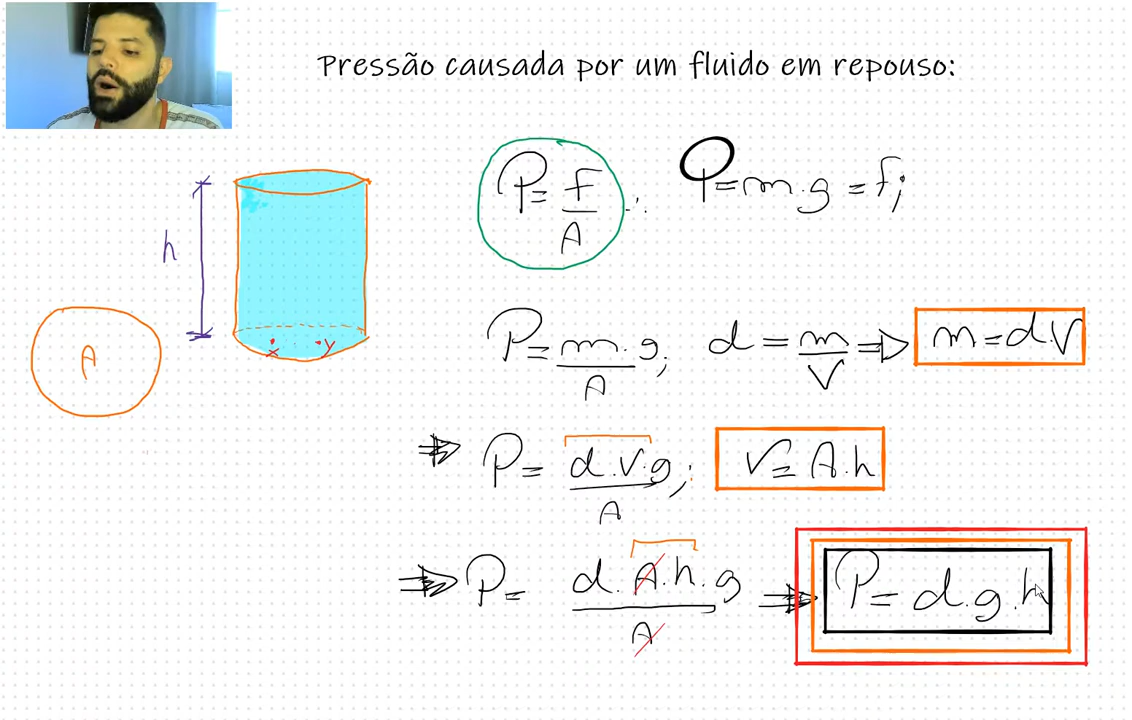 Pressão causada por um fluido em repouso:
P = f/A ∴ P = m.g = f;
h
A
x y
P = m.g/A; d = m/V ⇒ m = d.V
⇒ P = d.V.g/A; V = A.h
⇒ P = d.A.h.g/A ⇒ P = d.g.h